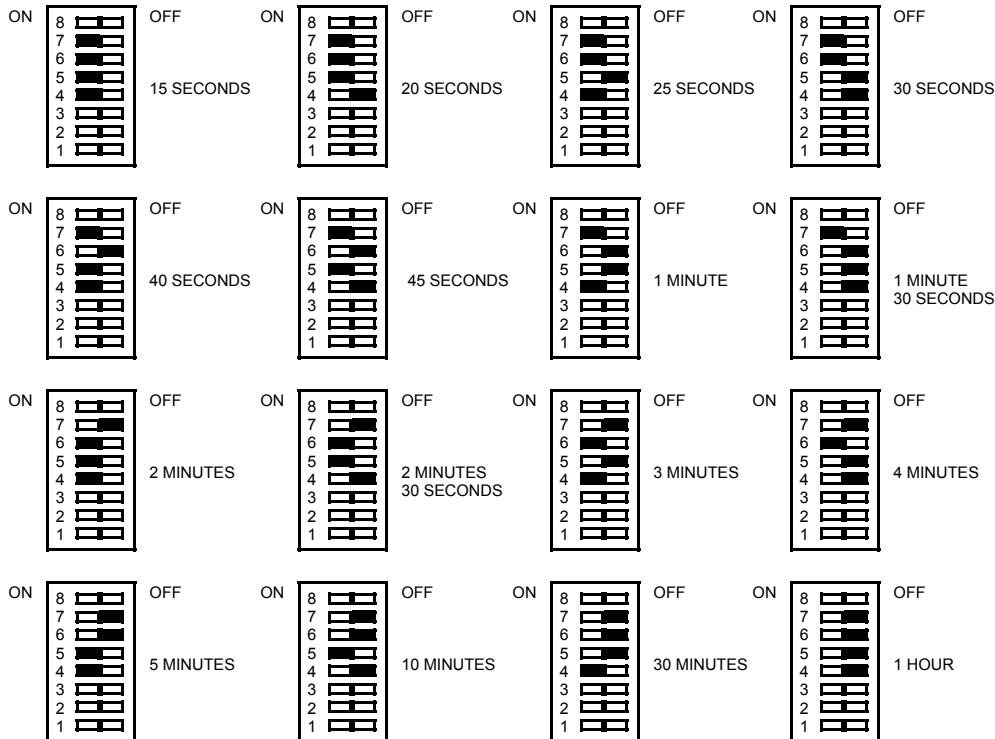 ON 8 OFF ON 8 OFF ON 8 OFF ON 8 OFF
7 7 7 7
6 6 6 6
5 15 SECONDS 5 20 SECONDS 5 25 SECONDS 5 30 SECONDS
4 4 4 4
3 3 3 3
2 2 2 2
1 1 1 1
ON 8 OFF ON 8 OFF ON 8 OFF ON 8 OFF
7 7 7 7
6 6 6 6
5 40 SECONDS 5 45 SECONDS 5 1 MINUTE 5 1 MINUTE
4 4 4 4 30 SECONDS
3 3 3 3
2 2 2 2
1 1 1 1
ON 8 OFF ON 8 OFF ON 8 OFF ON 8 OFF
7 7 7 7
6 6 6 6
5 2 MINUTES 5 2 MINUTES 5 3 MINUTES 5 4 MINUTES
4 4 30 SECONDS 4 4
3 3 3 3
2 2 2 2
1 1 1 1
ON 8 OFF ON 8 OFF ON 8 OFF ON 8 OFF
7 7 7 7
6 6 6 6
5 5 MINUTES 5 10 MINUTES 5 30 MINUTES 5 1 HOUR
4 4 4 4
3 3 3 3
2 2 2 2
1 1 1 1